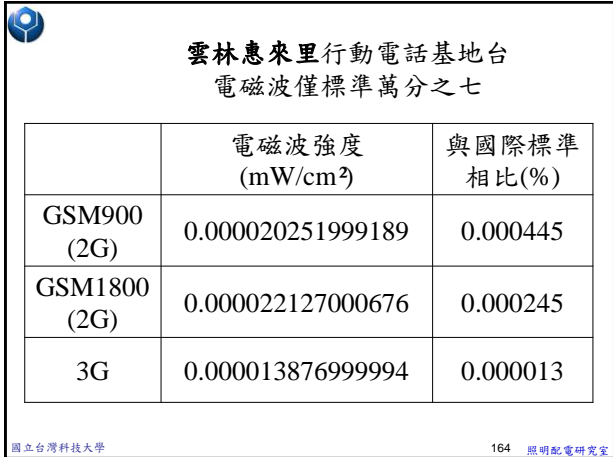 雲林惠來里行動電話基地台
電磁波僅標準萬分之七
電磁波強度 與國際標準
(mW/cm²) 相比(%)
GSM900
(2G) 0.000020251999189 0.000445
GSM1800
(2G) 0.000022127000676 0.000245
3G 0.000013876999994 0.000013
國立台灣科技大學 164 照明配電研究室